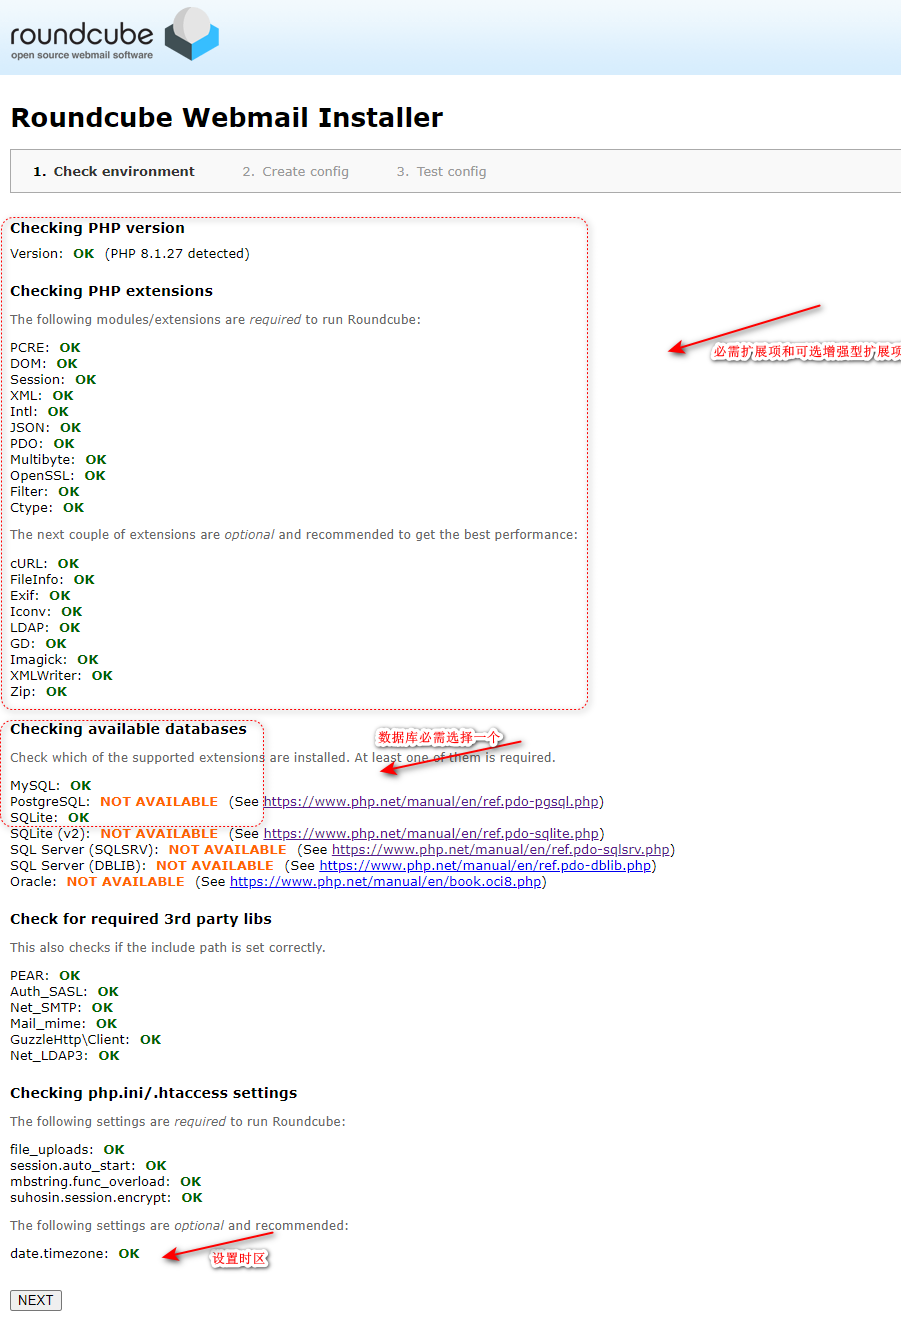 roundcube
open source webmail software
Roundcube Webmail Installer
1. Check environment 2. Create config 3. Test config
Checking PHP version
Version: OK (PHP 8.1.27 detected)
Checking PHP extensions
The following modules/extensions are required to run Roundcube:
必需扩展项和可选增强型扩展项
PCRE: OK
DOM: OK
Session: OK
XML: OK
Intl: OK
JSON: OK
PDO: OK
Multibyte: OK
OpenSSL: OK
Filter: OK
Ctype: OK
The next couple of extensions are optional and recommended to get the best performance:
cURL: OK
FileInfo: OK
Exif: OK
Iconv: OK
LDAP: OK
GD: OK
Imagick: OK
XMLWriter: OK
Zip: OK
Checking available databases
数据库必需选择一个
Check which of the supported extensions are installed. At least one of them is required.
MySQL: OK
PostgreSQL: NOT AVAILABLE (See https://www.php.net/manual/en/ref.pdo-pgsql.php)
SQLite: OK
SQLite (v2): NOT AVAILABLE (See https://www.php.net/manual/en/ref.pdo-sqlite.php)
SQL Server (SQLSRV): NOT AVAILABLE (See https://www.php.net/manual/en/ref.pdo-sqlsrv.php)
SQL Server (DBLIB): NOT AVAILABLE (See https://www.php.net/manual/en/ref.pdo-dblib.php)
Oracle: NOT AVAILABLE (See https://www.php.net/manual/en/book.oci8.php)
Check for required 3rd party libs
This also checks if the include path is set correctly.
PEAR: OK
Auth_SASL: OK
Net_SMTP: OK
Mail_mime: OK
GuzzleHttp\Client: OK
Net_LDAP3: OK
Checking php.ini/.htaccess settings
The following settings are required to run Roundcube:
file_uploads: OK
session.auto_start: OK
mbstring.func_overload: OK
suhosin.session.encrypt: OK
The following settings are optional and recommended:
date.timezone: OK
设置时区
NEXT